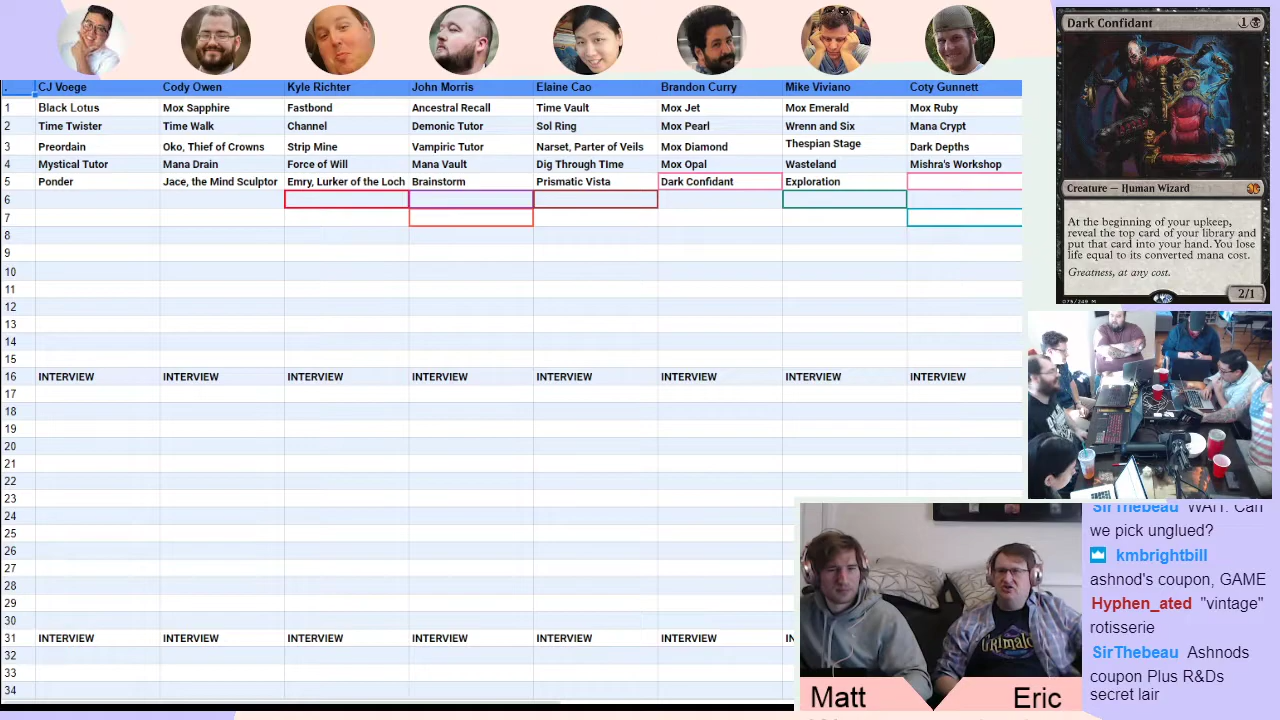 . CJ Voege Cody Owen Kyle Richter John Morris Elaine Cao Brandon Curry Mike Viviano Coty Gunnett
1 Black Lotus Mox Sapphire Fastbond Ancestral Recall Time Vault Mox Jet Mox Emerald Mox Ruby
2 Time Twister Time Walk Channel Demonic Tutor Sol Ring Mox Pearl Wrenn and Six Mana Crypt
3 Preordain Oko, Thief of Crowns Strip Mine Vampiric Tutor Narset, Parter of Veils Mox Diamond Thespian Stage Dark Depths
4 Mystical Tutor Mana Drain Force of Will Mana Vault Dig Through TIme Mox Opal Wasteland Mishra's Workshop
5 Ponder Jace, the Mind Sculptor Emry, Lurker of the Loch Brainstorm Prismatic Vista Dark Confidant Exploration
6
7
8
9
10
11
12
13
14
15
16 INTERVIEW INTERVIEW INTERVIEW INTERVIEW INTERVIEW INTERVIEW INTERVIEW INTERVIEW
17
18
19
20
21
22
23
24
25
26
27
28
29
30
31 INTERVIEW INTERVIEW INTERVIEW INTERVIEW INTERVIEW INTERVIEW IN
32
33
34
Dark Confidant 1
Creature — Human Wizard
At the beginning of your upkeep,
reveal the top card of your library and
put that card into your hand. You lose
life equal to its converted mana cost.
Greatness, at any cost.
2/1
SirThebeau WAIT. Can
we pick unglued?
kmbrightbill
ashnod's coupon, GAME
Hyphen_ated "vintage"
rotisserie
SirThebeau Ashnods
coupon Plus R&Ds
secret lair
GRIMAL
Matt
Eric